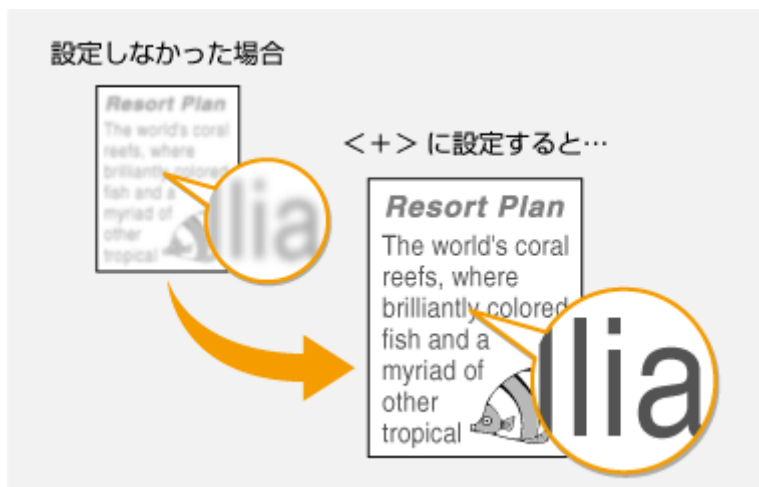 設定しなかった場合
Resort Plan
The world's coral
reefs, where
brilliantly colored
fish and a
myriad of
other
tropical
lia
<+> に設定すると…
Resort Plan
The world's coral
reefs, where
brilliantly colored
fish and a
myriad of
other
tropical
llia